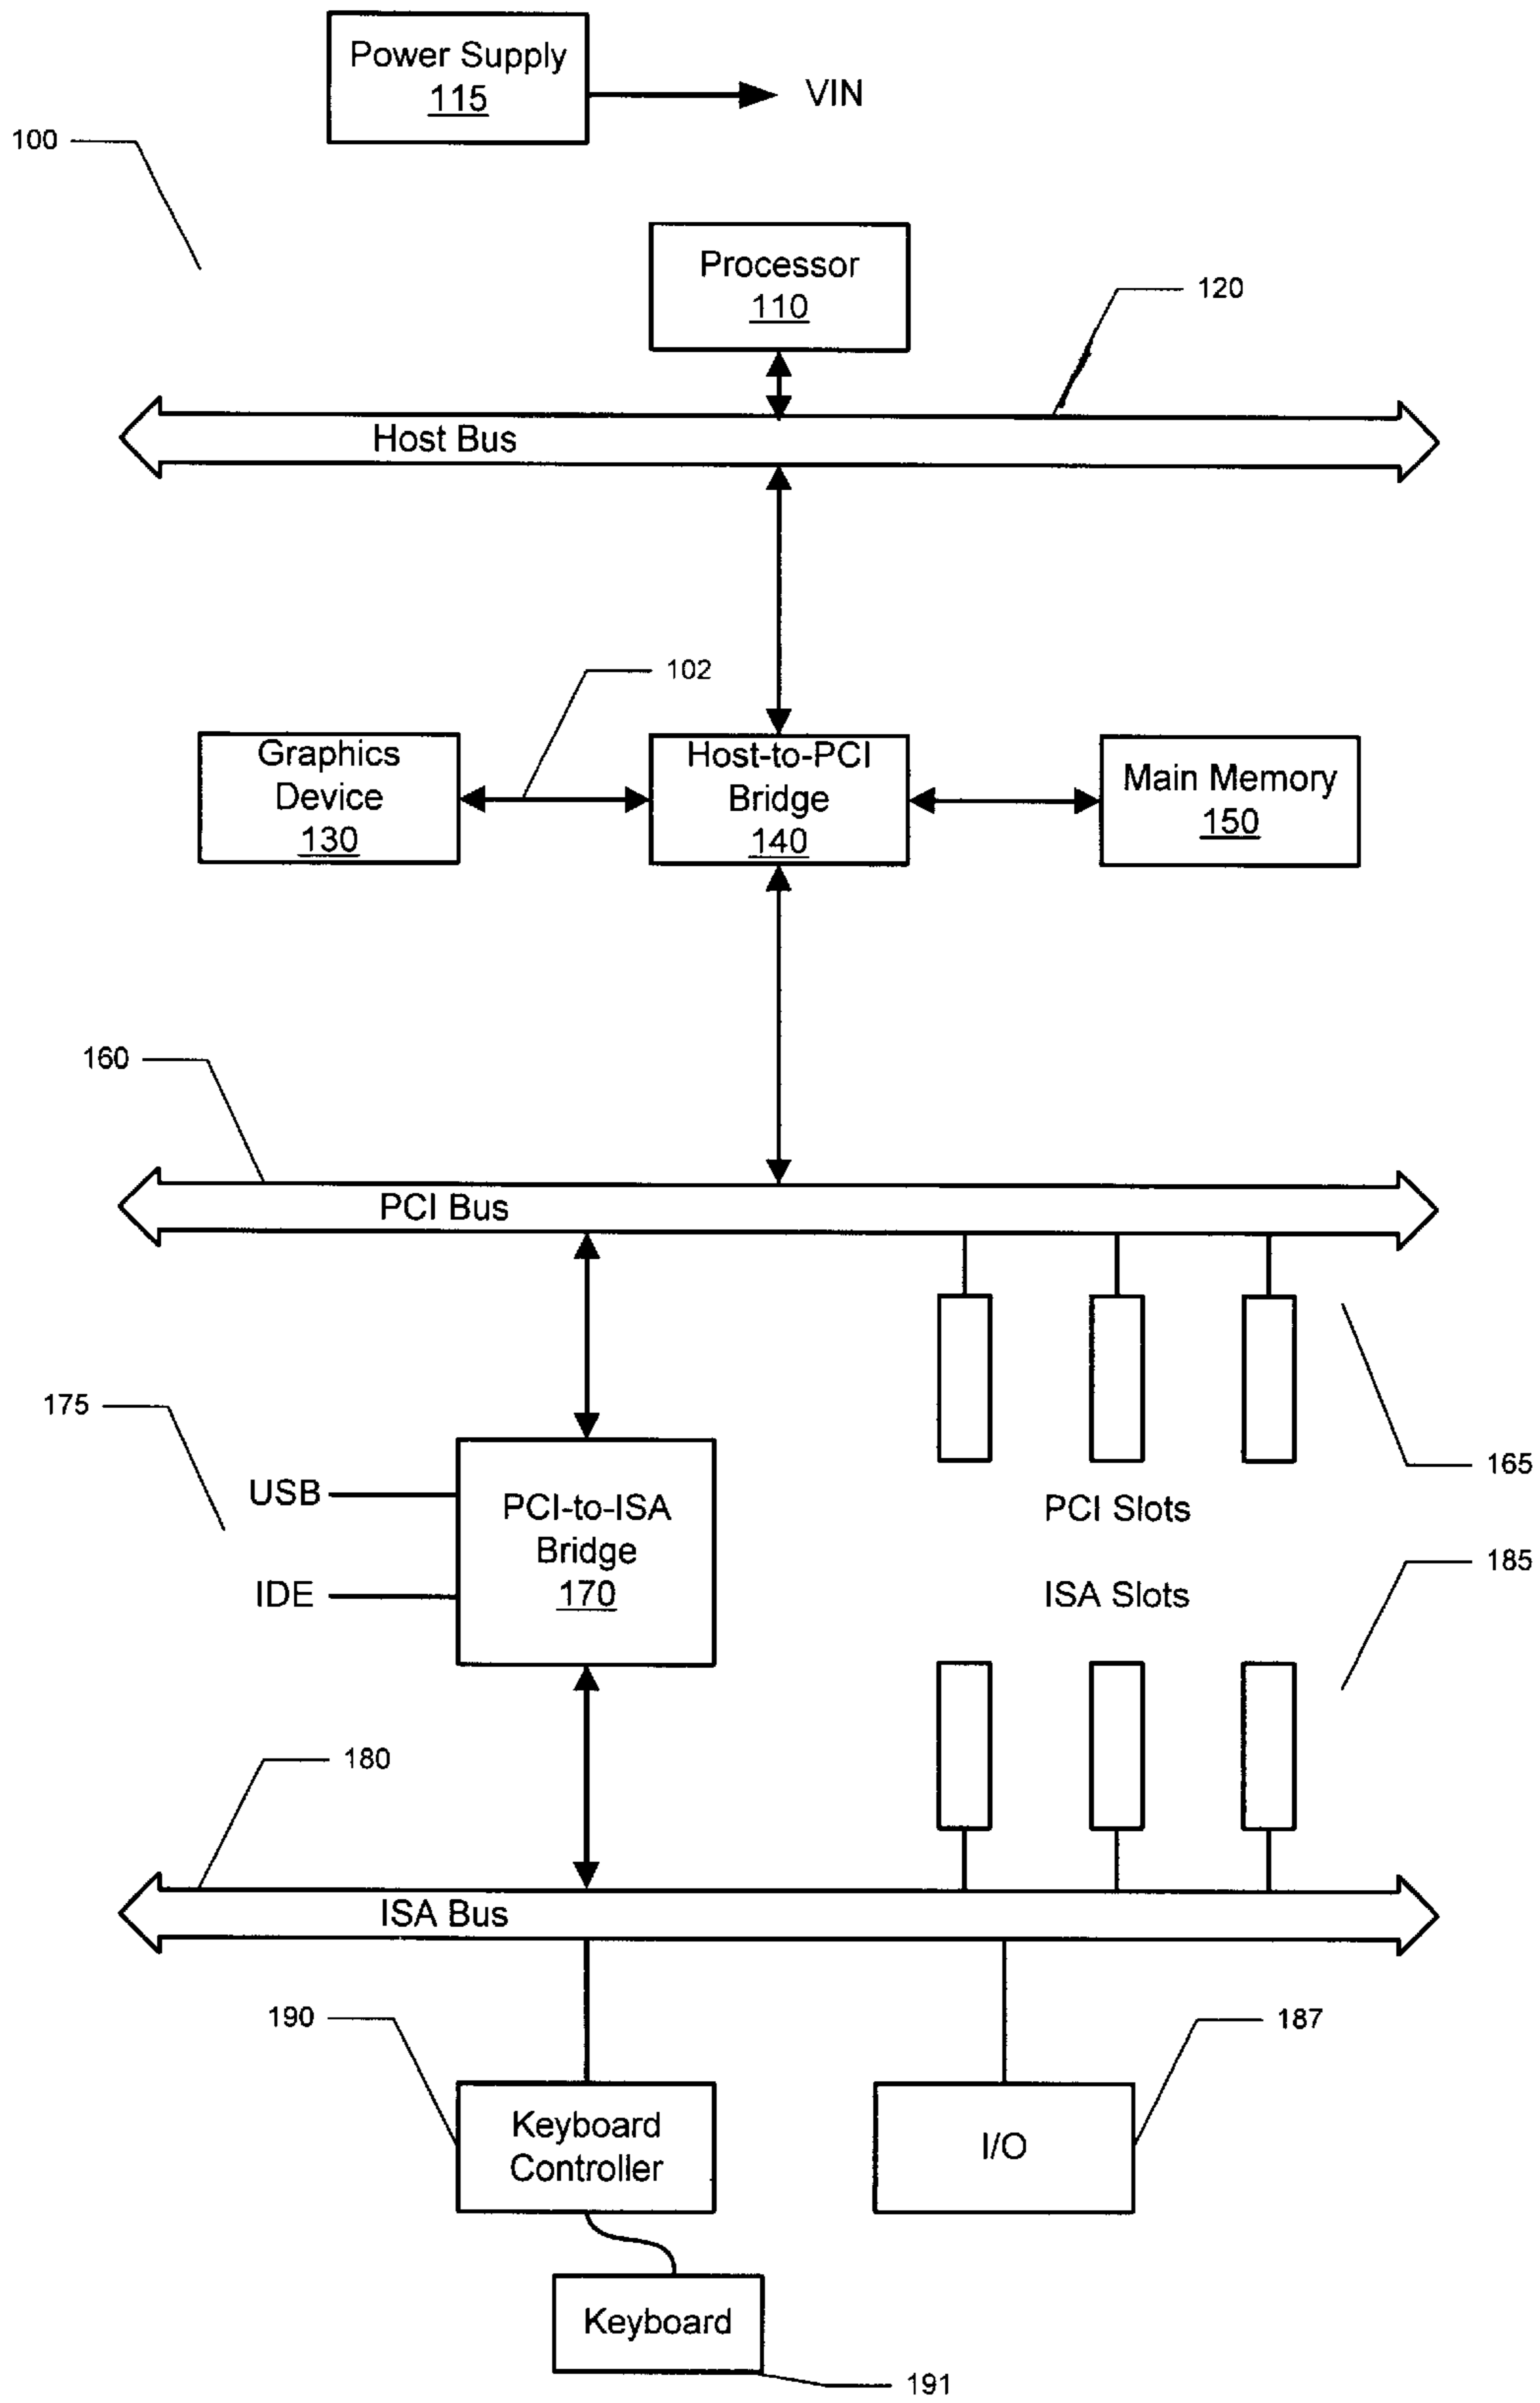 Power Supply
115
VIN
100
Processor
110
120
Host Bus
102
Graphics
Device
130
Host-to-PCI
Bridge
140
Main Memory
150
160
PCI Bus
175
USB
IDE
PCI-to-ISA
Bridge
170
165
PCI Slots
185
ISA Slots
180
ISA Bus
190
187
Keyboard
Controller
I/O
Keyboard
191